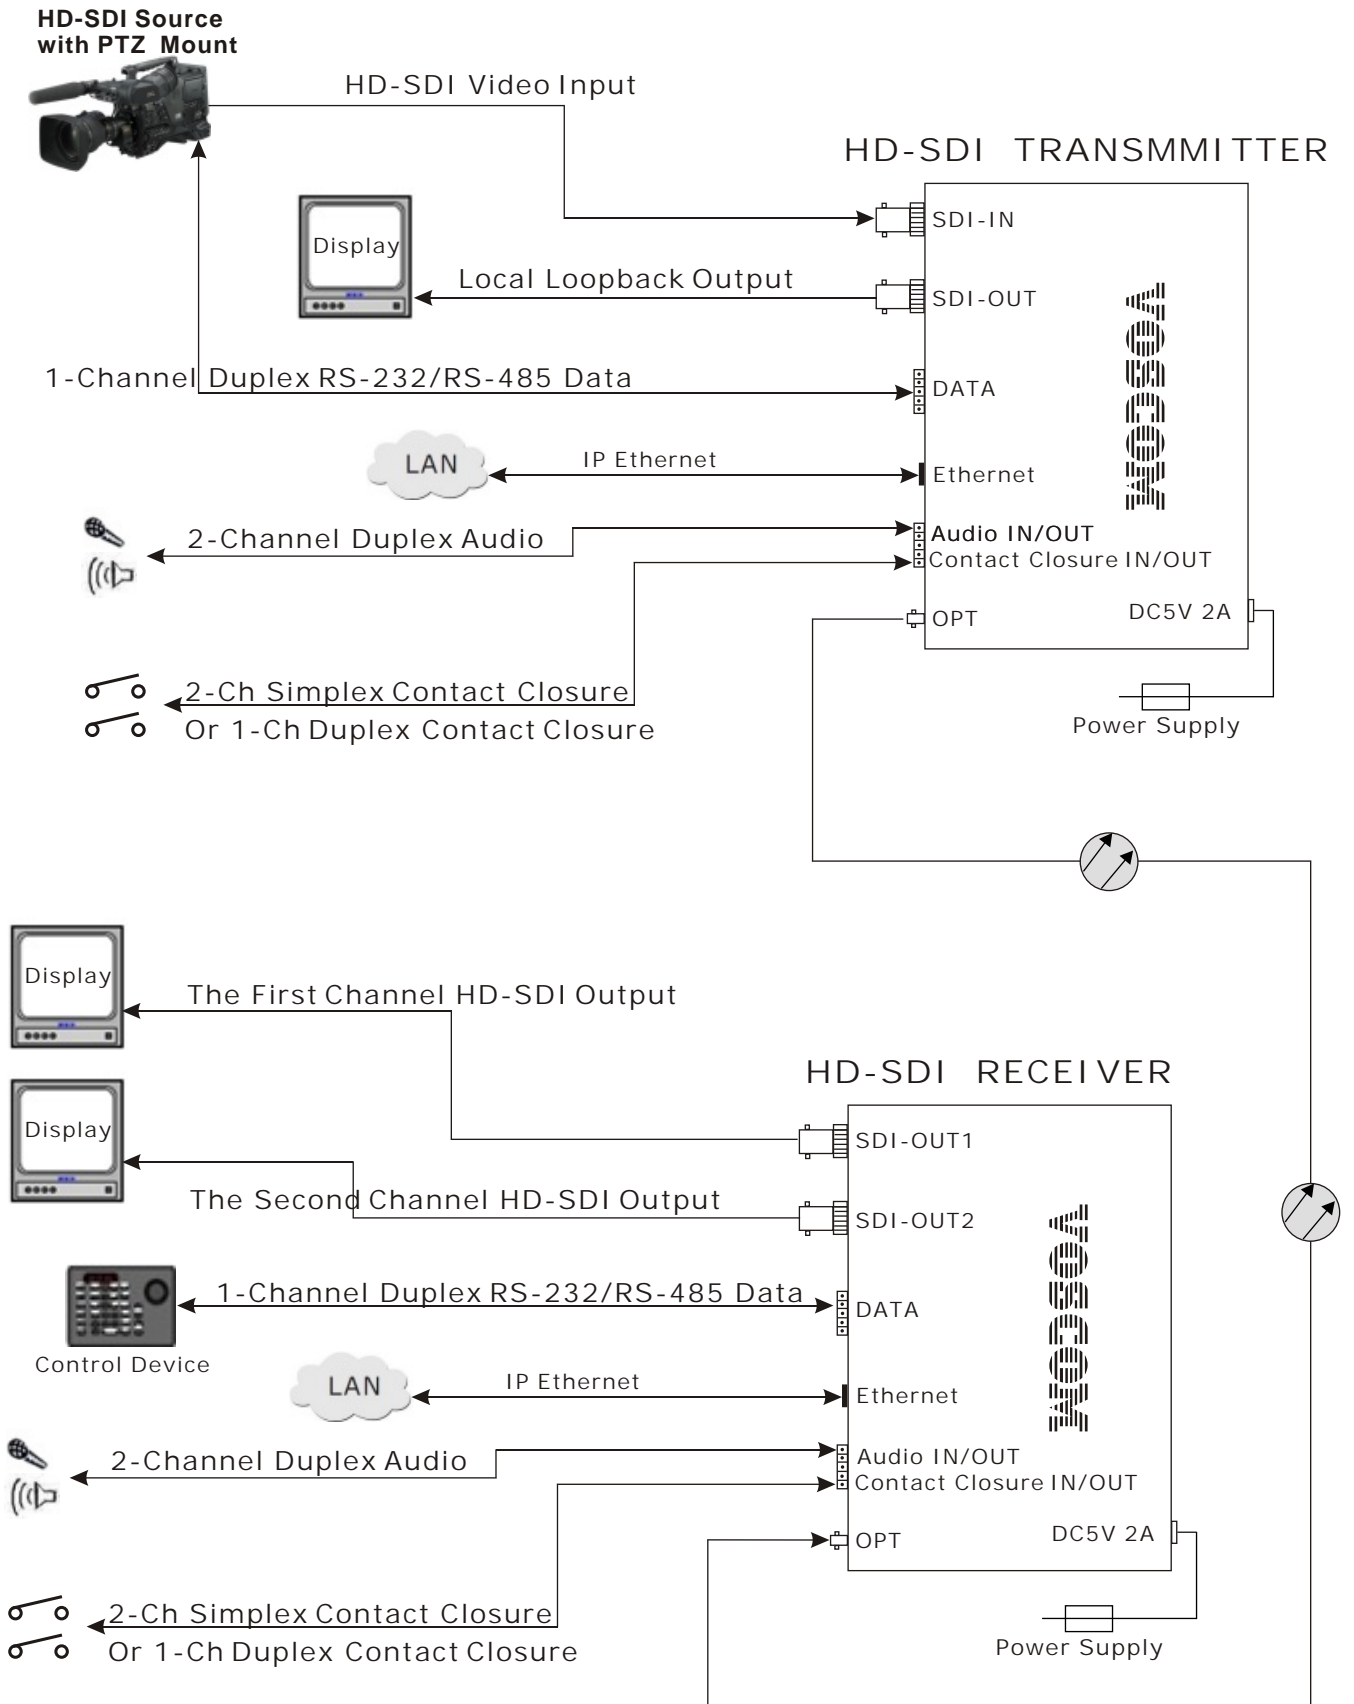 HD-SDI Source
with PTZ Mount
HD-SDI Video Input
HD-SDI TRANSMMITTER
SDI-IN
Display
Local Loopback Output
SDI-OUT
VOSCOM
1-Channel Duplex RS-232/RS-485 Data
DATA
LAN
IP Ethernet
Ethernet
2-Channel Duplex Audio
Audio IN/OUT
Contact Closure IN/OUT
OPT
DC5V 2A
2-Ch Simplex Contact Closure
Or 1-Ch Duplex Contact Closure
Power Supply
Display
The First Channel HD-SDI Output
HD-SDI RECEIVER
Display
SDI-OUT1
The Second Channel HD-SDI Output
SDI-OUT2
VOSCOM
1-Channel Duplex RS-232/RS-485 Data
DATA
Control Device
LAN
IP Ethernet
Ethernet
2-Channel Duplex Audio
Audio IN/OUT
Contact Closure IN/OUT
OPT
DC5V 2A
2-Ch Simplex Contact Closure
Or 1-Ch Duplex Contact Closure
Power Supply